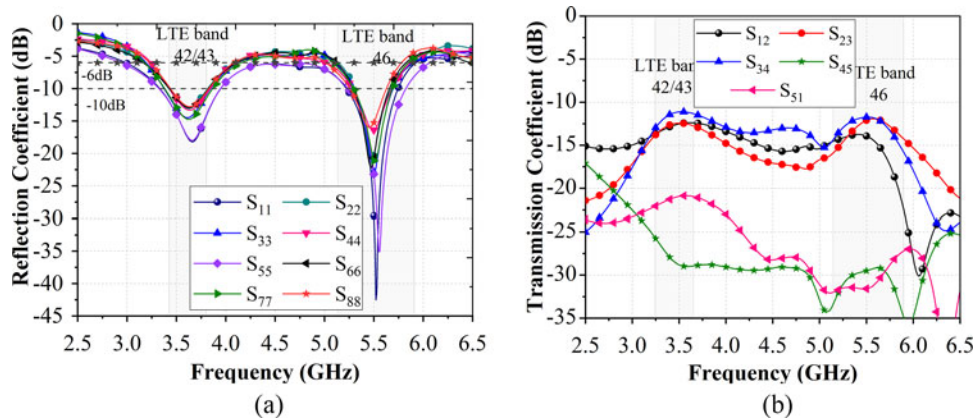 Reflection Coefficient (dB)
0
-5
-10
-15
-20
-25
-30
-35
-40
-45
LTE band
42/43
LTE band
46
-6dB
-10dB
S11 S22
S33 S44
S55 S66
S77 S88
2.5 3.0 3.5 4.0 4.5 5.0 5.5 6.0 6.5
Frequency (GHz)
(a)
Transmission Coefficient (dB)
0
-5
-10
-15
-20
-25
-30
-35
S12 S23
S34 S45
S51
LTE band
42/43
TE band
46
2.5 3.0 3.5 4.0 4.5 5.0 5.5 6.0 6.5
Frequency (GHz)
(b)